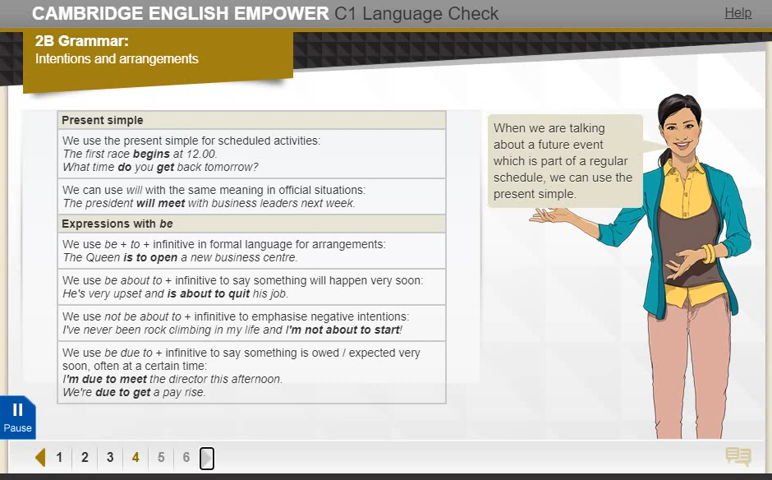 CAMBRIDGE ENGLISH EMPOWER C1 Language Check
Help
2B Grammar:
Intentions and arrangements
Present simple
We use the present simple for scheduled activities:
The first race begins at 12.00.
What time do you get back tomorrow?
We can use will with the same meaning in official situations:
The president will meet with business leaders next week.
Expressions with be
We use be + to + infinitive in formal language for arrangements:
The Queen is to open a new business centre.
We use be about to + infinitive to say something will happen very soon:
He's very upset and is about to quit his job.
We use not be about to + infinitive to emphasise negative intentions:
I've never been rock climbing in my life and I'm not about to start!
We use be due to + infinitive to say something is owed / expected very
soon, often at a certain time:
I'm due to meet the director this afternoon.
We're due to get a pay rise.
When we are talking
about a future event
which is part of a regular
schedule, we can use the
present simple.
Pause
1 2 3 4 5 6